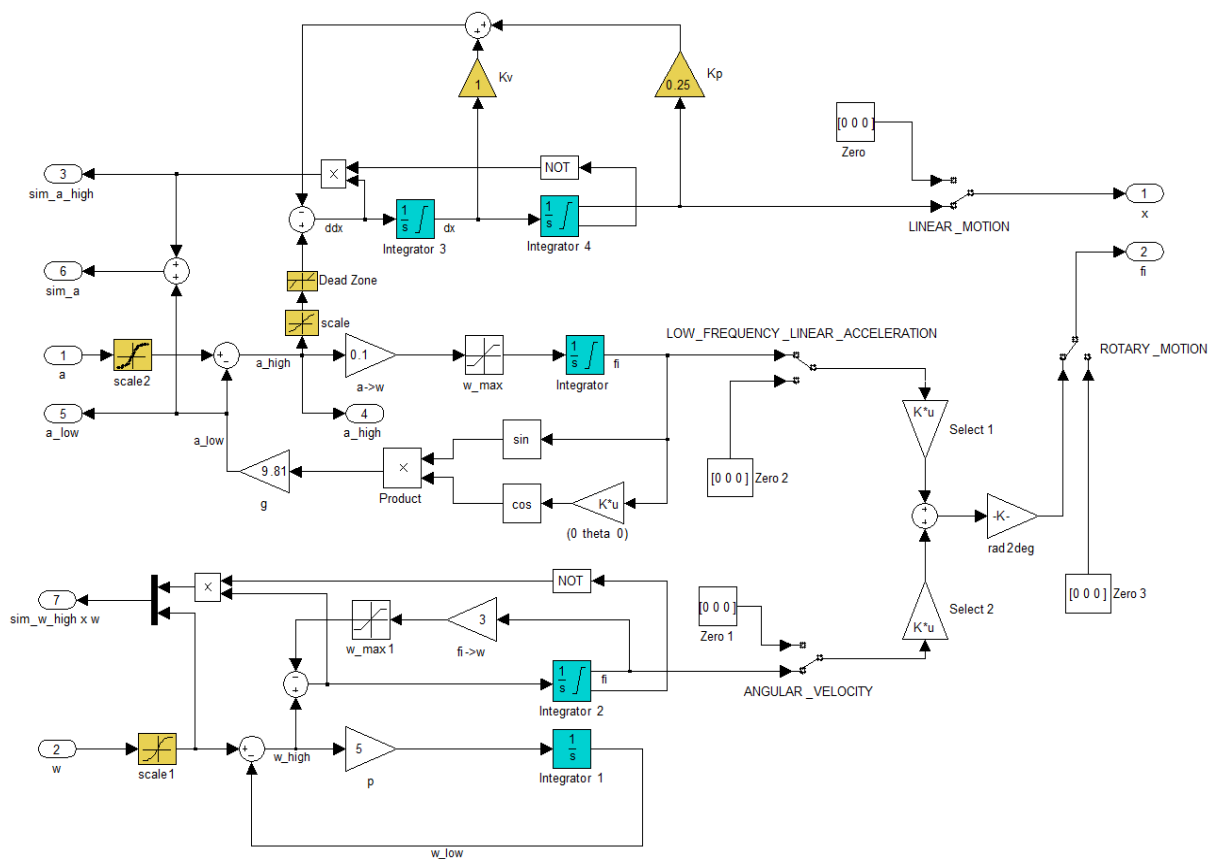 +
+
Kv
Kp
1
0.25
[0 0 0]
Zero
3
sim_a_high
×
NOT
−
+
ddx
1
s
Integrator 3
dx
1
s
Integrator 4
LINEAR _MOTION
1
x
2
fi
6
sim_a
+
+
Dead Zone
scale
1
a
scale2
+
−
a_high
0.1
a->w
w_max
1
s
fi
Integrator
LOW_FREQUENCY_LINEAR_ACCELERATION
ROTARY _MOTION
5
a_low
4
a_high
a_low
9.81
g
×
Product
sin
cos
K*u
(0 theta 0)
[0 0 0]
Zero 2
K*u
Select 1
+
+
-K-
rad2deg
7
sim_w_high x w
×
NOT
w_max 1
3
fi->w
[0 0 0]
Zero 1
K*u
Select 2
[0 0 0]
Zero 3
−
+
1
s
fi
Integrator 2
ANGULAR _VELOCITY
2
w
scale1
+
−
w_high
5
p
1
s
Integrator 1
w_low